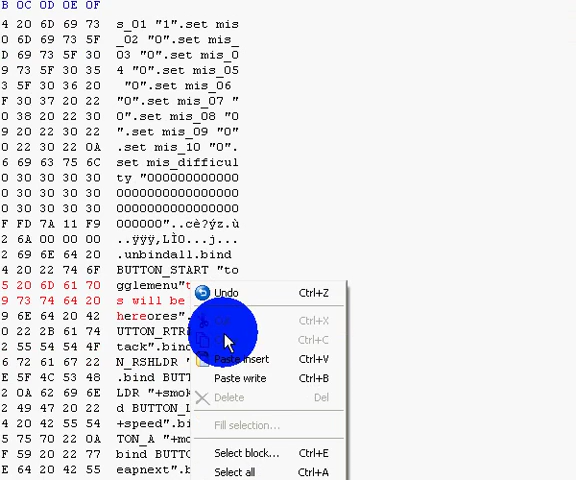 B 0C 0D 0E 0F
4 20 6D 69 73 s_01 "1".set mis
0 6D 69 73 5F _02 "0".set mis_
D 69 73 5F 30 03 "0".set mis_0
9 73 5F 30 35 4 "0".set mis_05
3 5F 30 36 20 "0".set mis_06
F 30 37 20 22 "0".set mis_07 "
0 38 20 22 30 0".set mis_08 "0
9 20 22 30 22 ".set mis_09 "0"
0 22 30 22 0A .set mis_10 "0".
6 69 63 75 6C set mis_difficul
0 30 30 30 30 ty "000000000000
0 30 30 30 30 0000000000000000
0 30 30 30 30 0000000000000000
F FD 7A 11 F9 000000"..cè?ýz.ù
2 6A 00 00 00 ..ÿÿÿ,LÌO...j...
2 69 6E 64 20 .unbindall.bind
4 20 22 74 6F BUTTON_START "to
5 20 6D 61 70 gglemenu"t
9 73 74 64 20 s will be
9 6E 64 20 42 hereores".
0 22 2B 61 74 UTTON_RTR
2 55 54 54 4F tack".bi
6 72 61 67 22 N_RSHLDR "
E 5F 4C 53 48 .bind BUTT
2 0A 62 69 6E LDR "+smok
2 49 47 20 22 d BUTTON_
4 20 42 55 54 +speed".bi
5 75 70 22 0A TON_A "+mo
F 59 20 22 77 bind BUTT
E 64 20 42 55 eapnext".b
Undo Ctrl+Z
Ctrl+X
Ctrl+C
Paste insert Ctrl+V
Paste write Ctrl+B
Delete Del
Fill selection...
Select block... Ctrl+E
Select all Ctrl+A